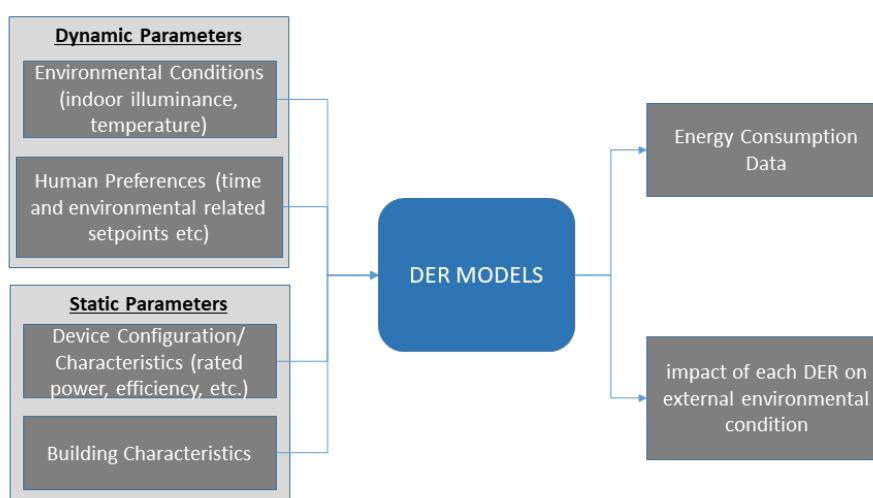 Dynamic Parameters
Environmental Conditions
(indoor illuminance,
temperature)
Human Preferences (time
and environmental related
setpoints etc)
Static Parameters
Device Configuration/
Characteristics (rated
power, efficiency, etc.)
Building Characteristics
DER MODELS
Energy Consumption
Data
impact of each DER on
external environmental
condition